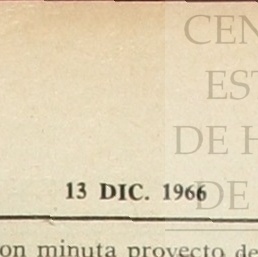 CEN
EST
DE H
DE
13 DIC. 1966
on minuta proyecto de